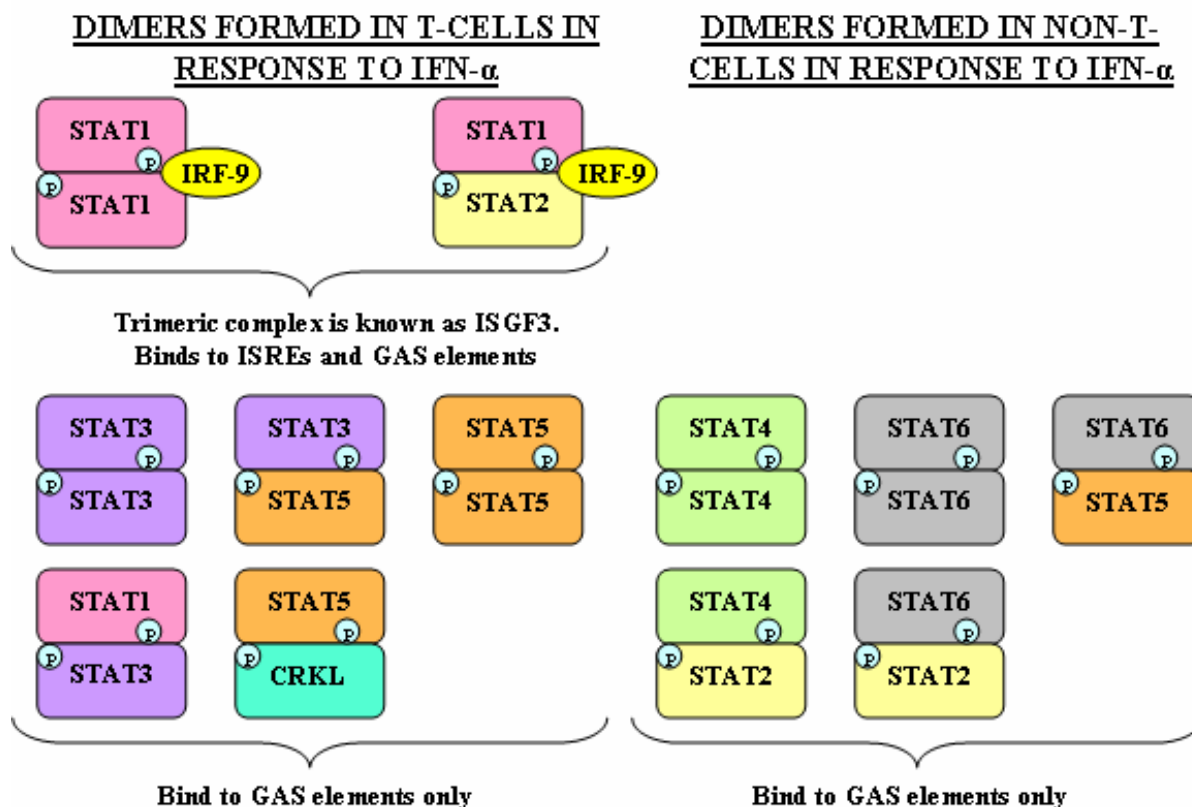 DIMERS FORMED IN T-CELLS IN
RESPONSE TO IFN-α
DIMERS FORMED IN NON-T-
CELLS IN RESPONSE TO IFN-α
STAT1
P
IRF-9
P
STAT1
STAT1
P
IRF-9
P
STAT2
Trimeric complex is known as ISGF3.
Binds to ISREs and GAS elements
STAT3
P
P
STAT3
STAT3
P
P
STAT5
STAT5
P
P
STAT5
STAT4
P
P
STAT4
STAT6
P
P
STAT6
STAT6
P
P
STAT5
STAT1
P
P
STAT3
STAT5
P
P
CRKL
STAT4
P
P
STAT2
STAT6
P
P
STAT2
Bind to GAS elements only
Bind to GAS elements only